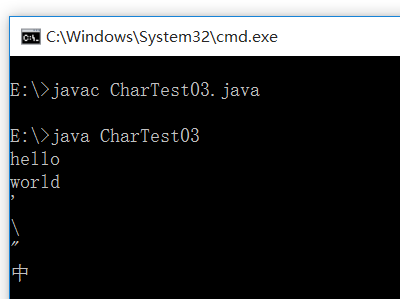 C:\Windows\System32\cmd.exe
E:\>javac CharTest03.java
E:\>java CharTest03
hello
world
'
\
"
中